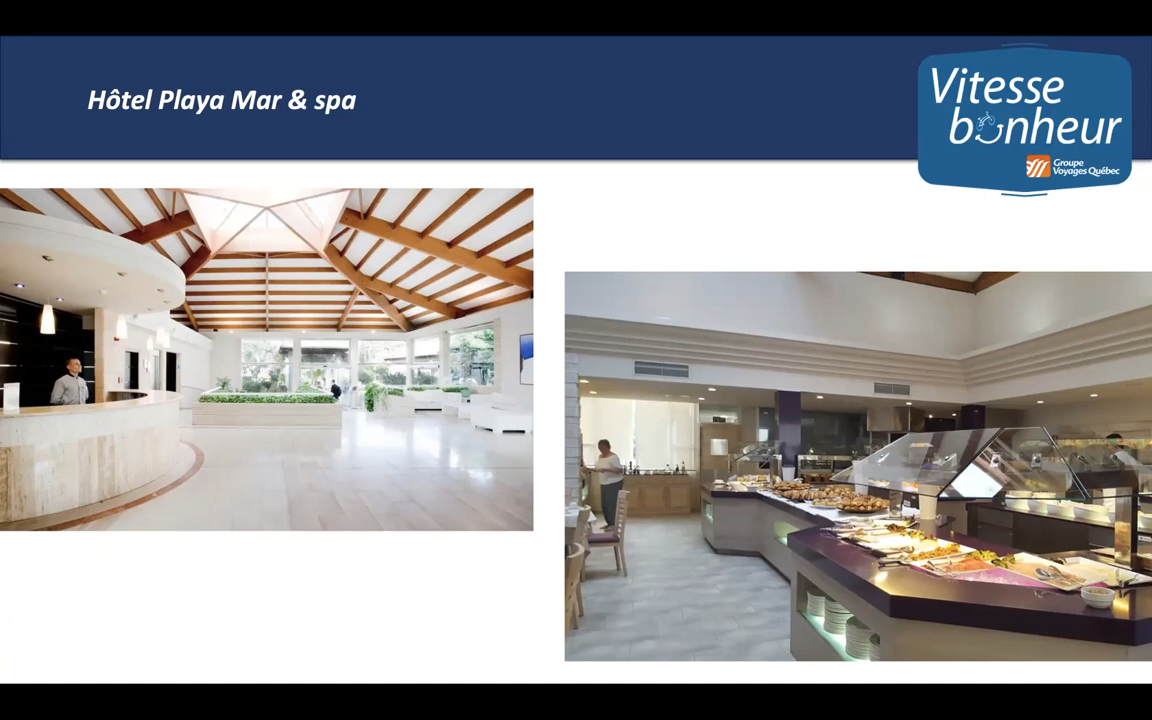 Hôtel Playa Mar & spa
Vitesse
bonheur
Groupe
Voyages Québec